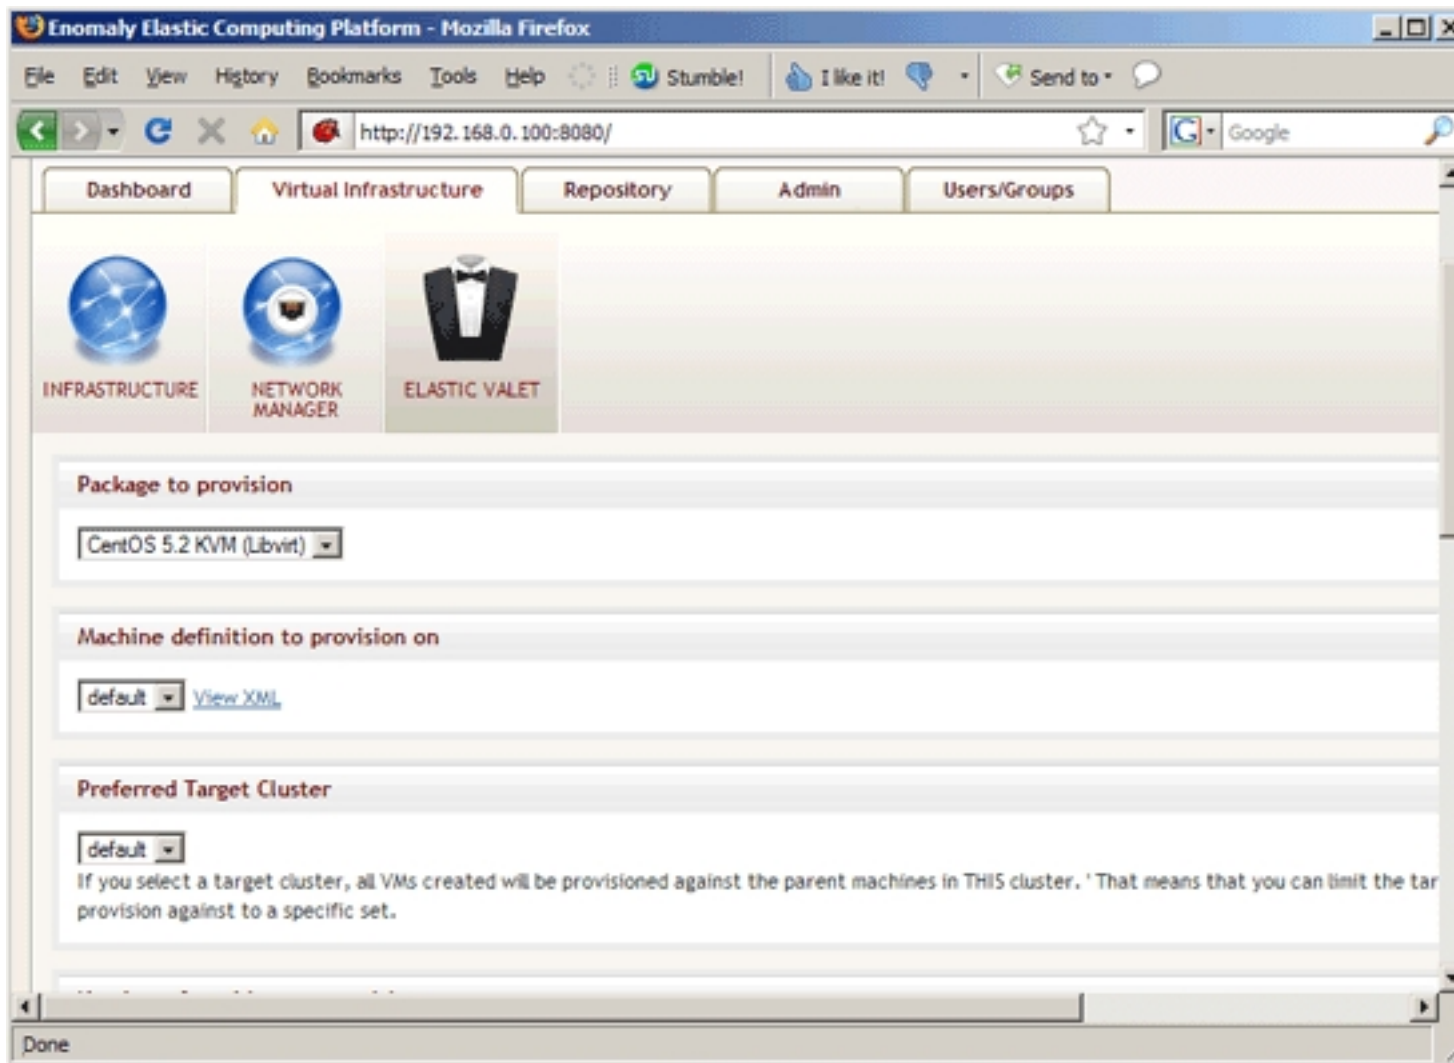 Enomaly Elastic Computing Platform - Mozilla Firefox
File Edit View History Bookmarks Tools Help Stumble! I like it! Send to
http://192.168.0.100:8080/ Google
Dashboard Virtual Infrastructure Repository Admin Users/Groups
INFRASTRUCTURE NETWORK MANAGER ELASTIC VALET
Package to provision
CentOS 5.2 KVM (Libvirt)
Machine definition to provision on
default View XML
Preferred Target Cluster
default
If you select a target cluster, all VMs created will be provisioned against the parent machines in THIS cluster. ' That means that you can limit the tar
provision against to a specific set.
Done